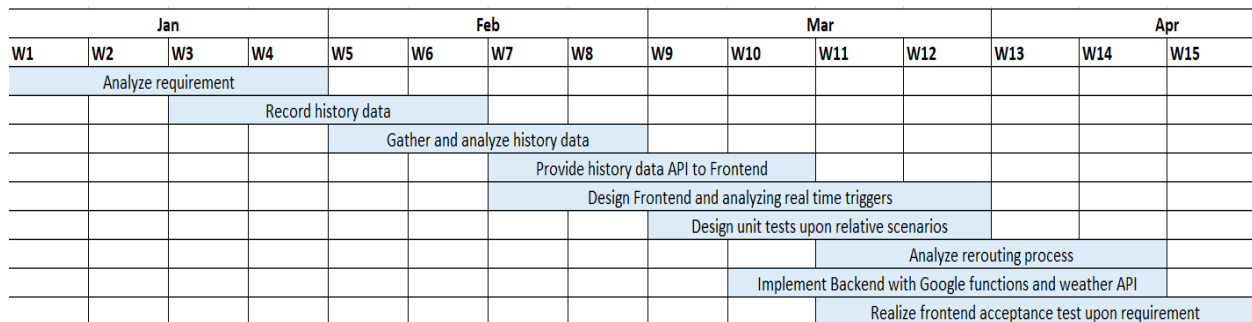 Jan Feb Mar Apr
W1 W2 W3 W4 W5 W6 W7 W8 W9 W10 W11 W12 W13 W14 W15
Analyze requirement
Record history data
Gather and analyze history data
Provide history data API to Frontend
Design Frontend and analyzing real time triggers
Design unit tests upon relative scenarios
Analyze rerouting process
Implement Backend with Google functions and weather API
Realize frontend acceptance test upon requirement